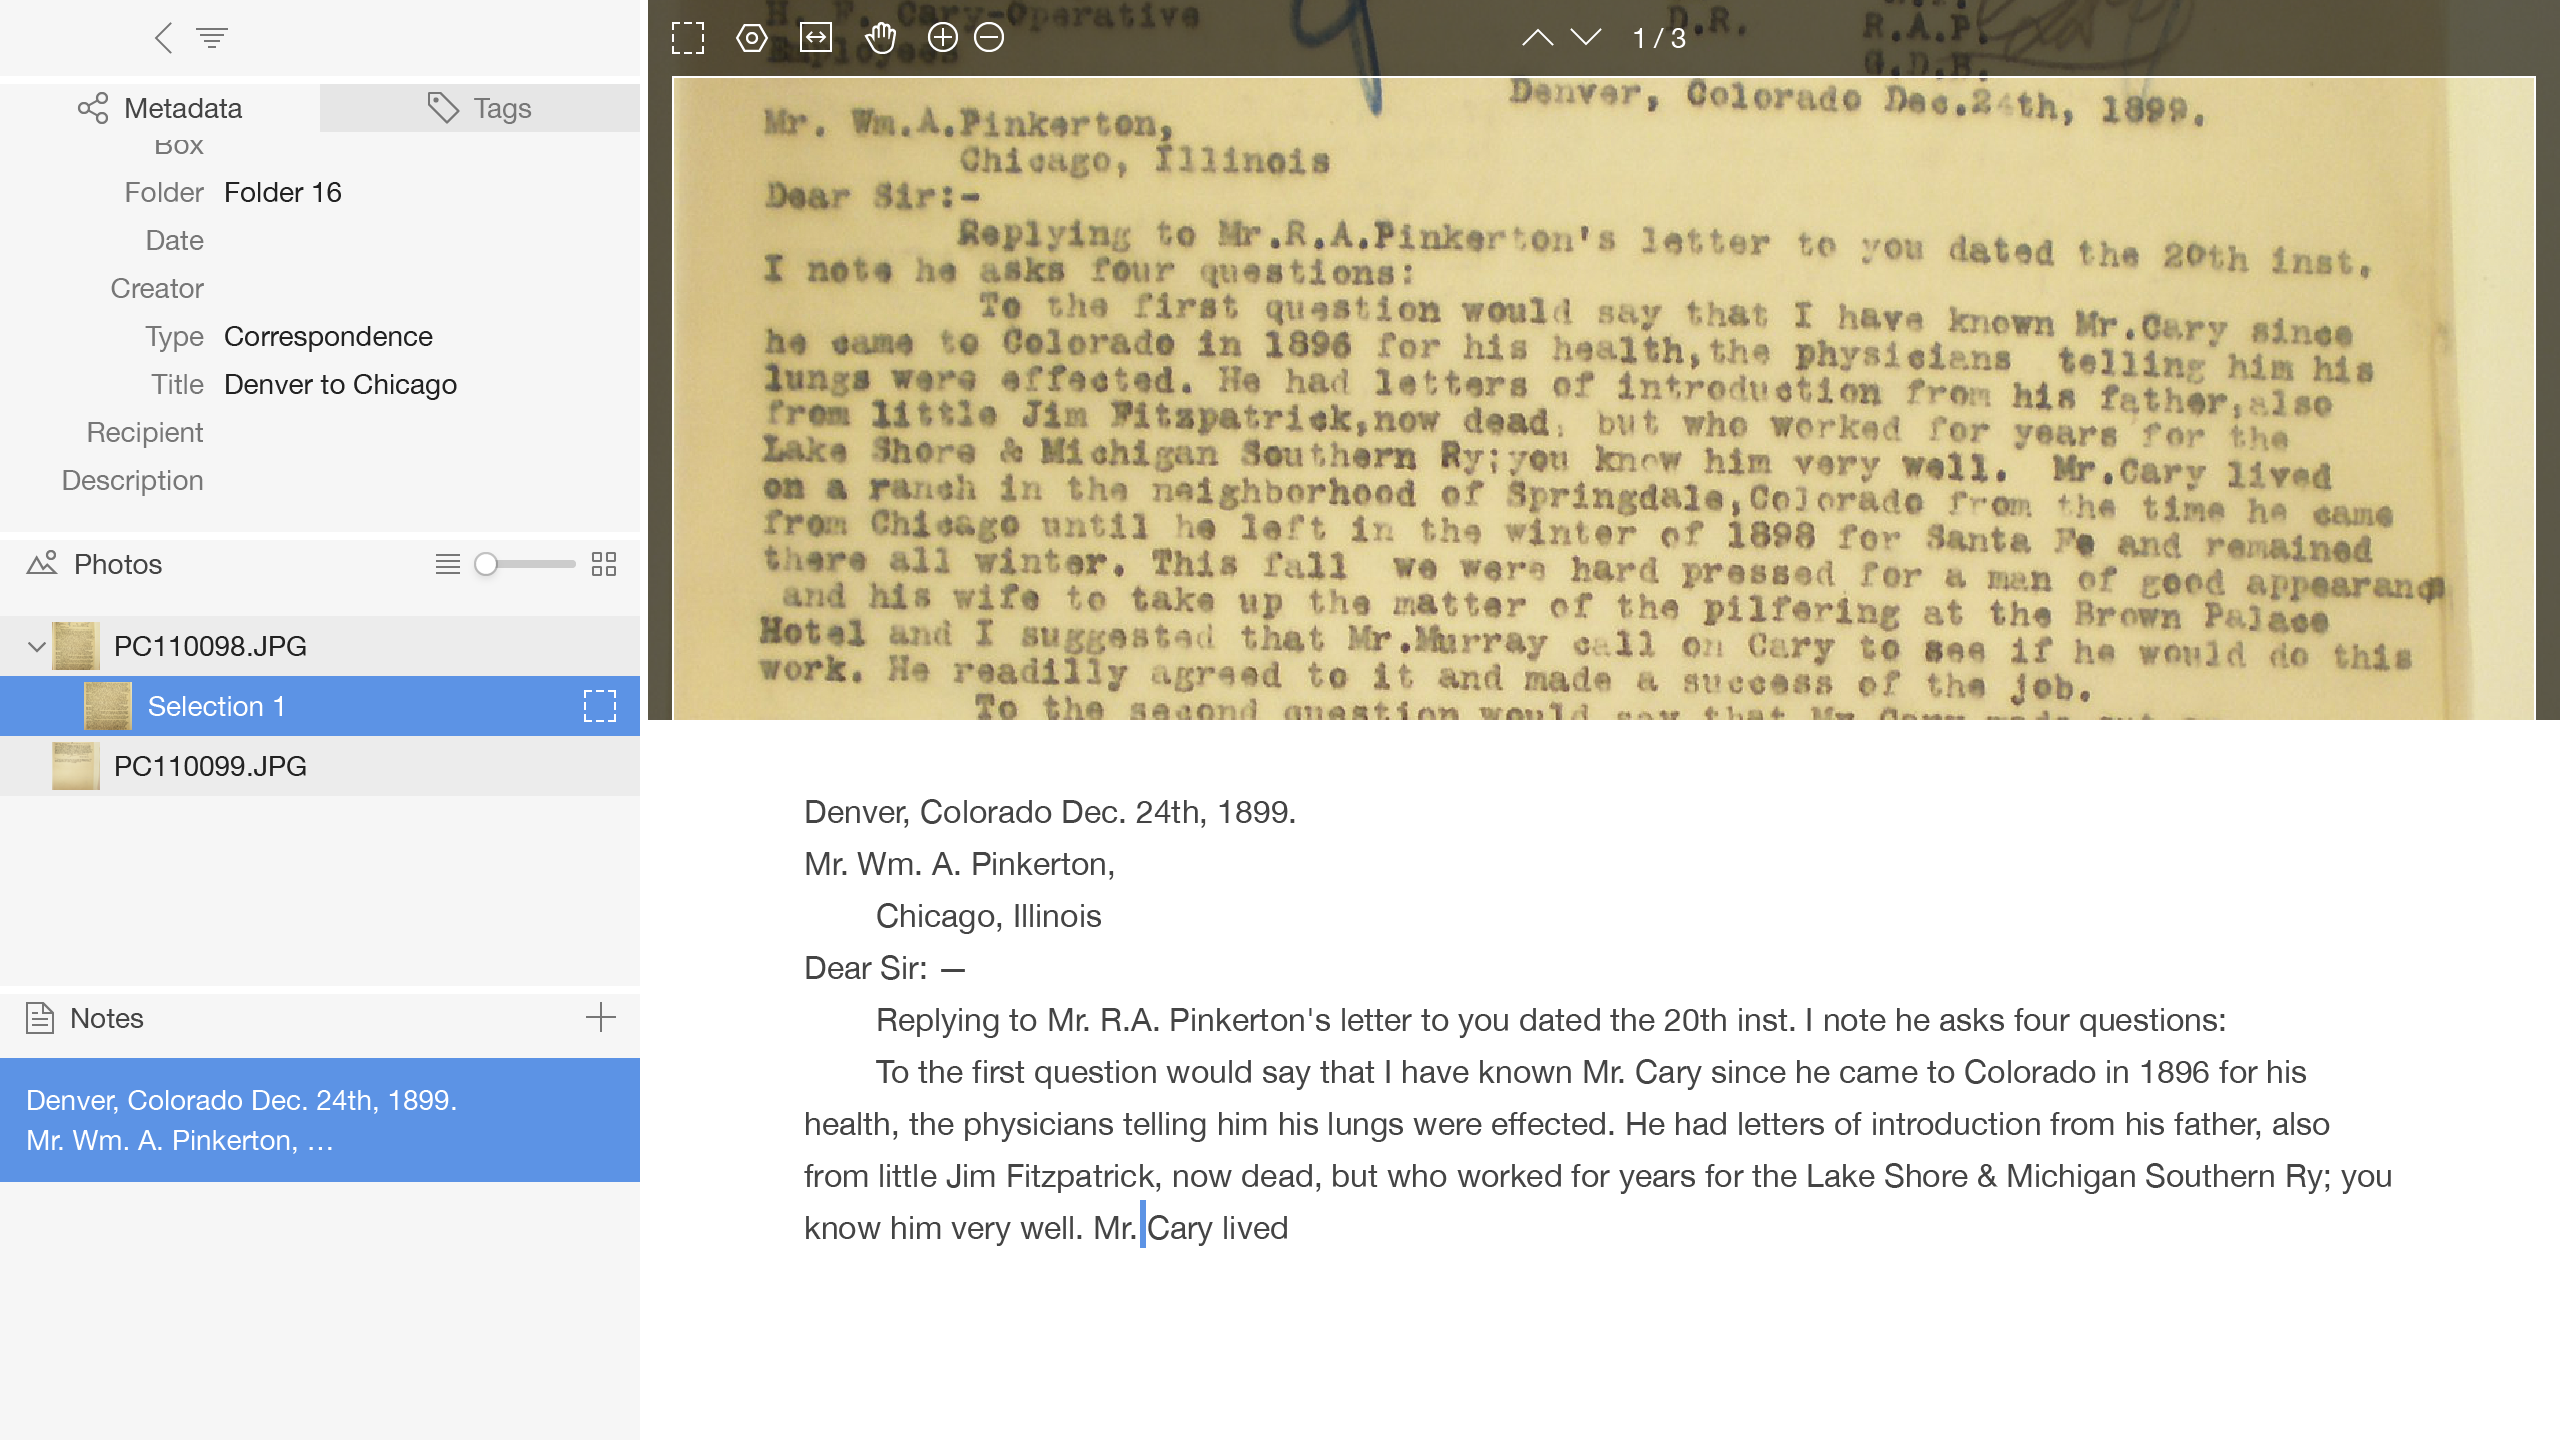 Metadata
Tags
Box
Folder Folder 16
Date
Creator
Type Correspondence
Title Denver to Chicago
Recipient
Description
Photos
PC110098.JPG
Selection 1
PC110099.JPG
Notes
Denver, Colorado Dec. 24th, 1899.
Mr. Wm. A. Pinkerton, …
1 / 3
H. F. Cary-Operative
Employees
D.R.
R.A.P.
G.D.B.
Denver, Colorado Dec.24th, 1899.
Mr. Wm.A.Pinkerton,
Chicago, Illinois
Dear Sir:-
Replying to Mr.R.A.Pinkerton's letter to you dated the 20th inst.
I note he asks four questions:
To the first question would say that I have known Mr.Cary since
he came to Colorado in 1896 for his health,the physicians telling him his
lungs were effected. He had letters of introduction from his father,also
from little Jim Fitzpatrick,now dead, but who worked for years for the
Lake Shore & Michigan Southern Ry;you know him very well. Mr.Cary lived
on a ranch in the neighborhood of Springdale,Colorado from the time he came
from Chicago until he left in the winter of 1898 for Santa Fe and remained
there all winter. This fall we were hard pressed for a man of good appearance
and his wife to take up the matter of the pilfering at the Brown Palace
Hotel and I suggested that Mr.Murray call on Cary to see if he would do this
work. He readilly agreed to it and made a success of the job.
To the second question would say that Mr Cary made
Denver, Colorado Dec. 24th, 1899.
Mr. Wm. A. Pinkerton,
Chicago, Illinois
Dear Sir: —
Replying to Mr. R.A. Pinkerton's letter to you dated the 20th inst. I note he asks four questions:
To the first question would say that I have known Mr. Cary since he came to Colorado in 1896 for his
health, the physicians telling him his lungs were effected. He had letters of introduction from his father, also
from little Jim Fitzpatrick, now dead, but who worked for years for the Lake Shore & Michigan Southern Ry; you
know him very well. Mr. Cary lived